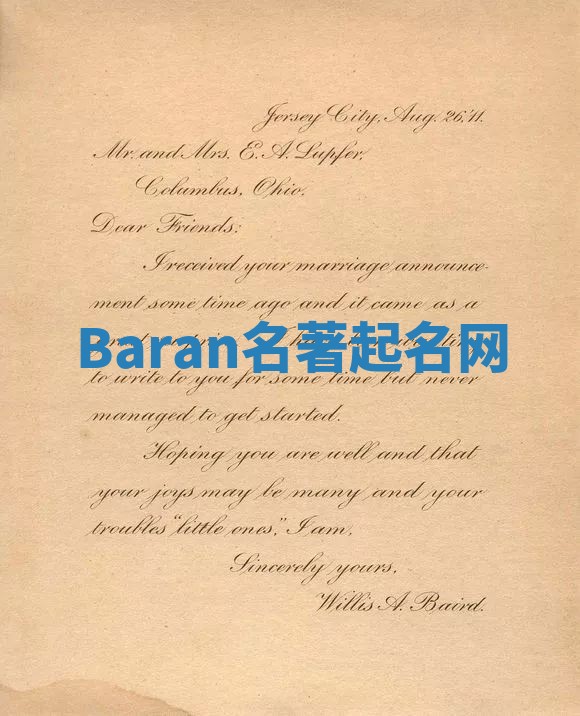 Jersey City, Aug. 26, '11.
Mr. and Mrs. E. A. Lupfer,
Columbus, Ohio.
Dear Friends:
I received your marriage announce-
ment some time ago and it came as a
Baran名著起名网
to write to you for some time but never
managed to get started.
Hoping you are well and that
your joys may be many and your
troubles "little ones," I am,
Sincerely yours,
Willis A. Baird.